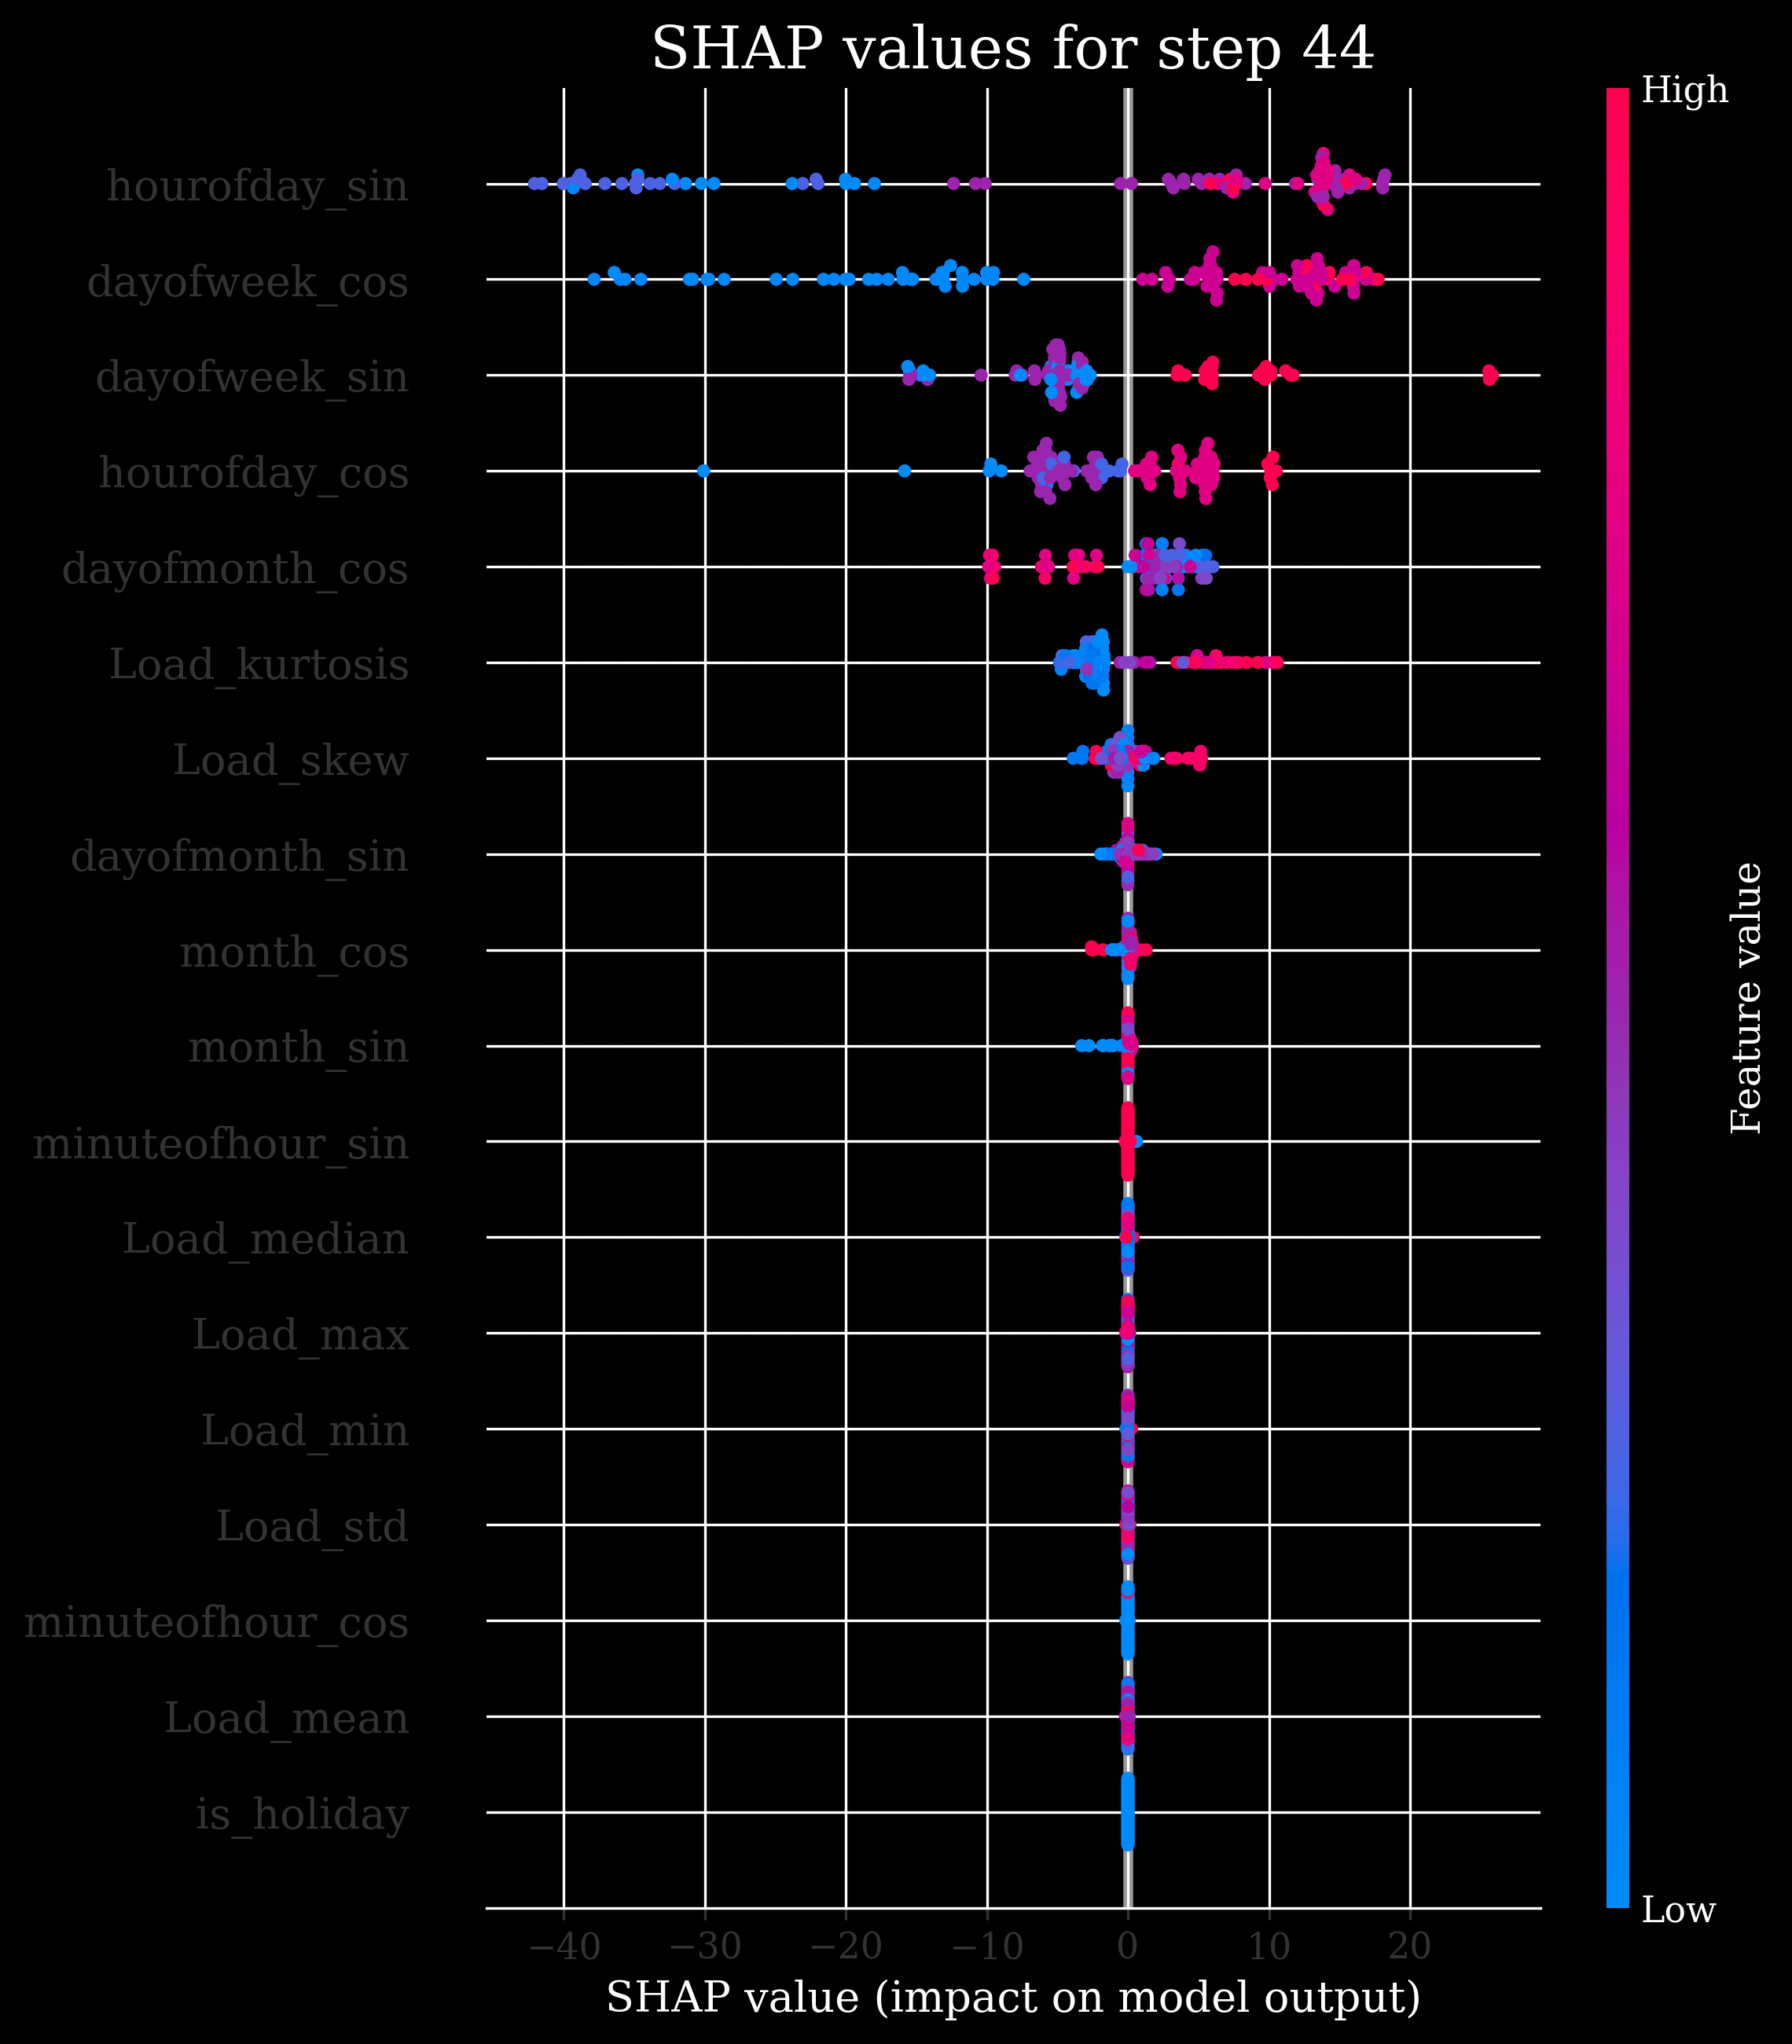 SHAP values for step 44
High
hourofday_sin
dayofweek_cos
dayofweek_sin
hourofday_cos
dayofmonth_cos
Load_kurtosis
Load_skew
dayofmonth_sin
month_cos
month_sin
minuteofhour_sin
Load_median
Load_max
Load_min
Load_std
minuteofhour_cos
Load_mean
is_holiday
Feature value
Low
−40 −30 −20 −10 0 10 20
SHAP value (impact on model output)